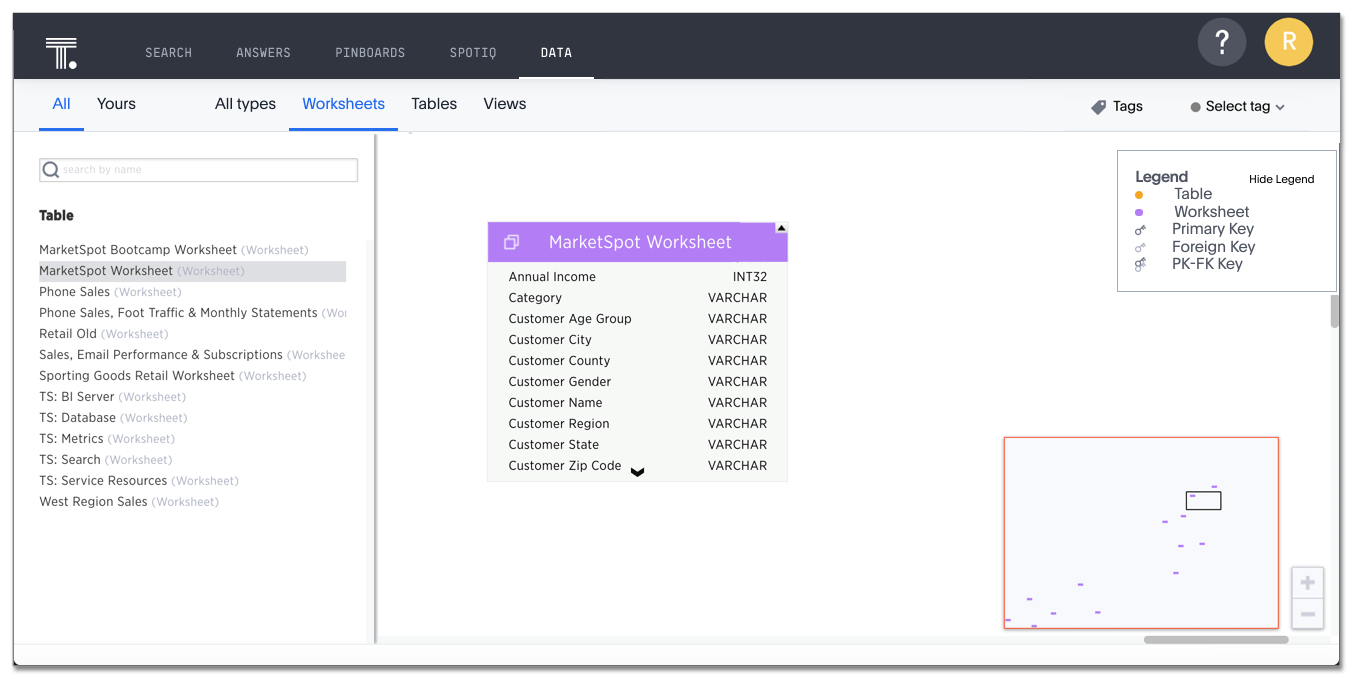 T.
SEARCH ANSWERS PINBOARDS SPOTIQ DATA
? R
All Yours All types Worksheets Tables Views
Tags Select tag
search by name
Table
MarketSpot Bootcamp Worksheet (Worksheet)
MarketSpot Worksheet (Worksheet)
Phone Sales (Worksheet)
Phone Sales, Foot Traffic & Monthly Statements (Wor
Retail Old (Worksheet)
Sales, Email Performance & Subscriptions (Workshee
Sporting Goods Retail Worksheet (Worksheet)
TS: BI Server (Worksheet)
TS: Database (Worksheet)
TS: Metrics (Worksheet)
TS: Search (Worksheet)
TS: Service Resources (Worksheet)
West Region Sales (Worksheet)
MarketSpot Worksheet
Annual Income INT32
Category VARCHAR
Customer Age Group VARCHAR
Customer City VARCHAR
Customer County VARCHAR
Customer Gender VARCHAR
Customer Name VARCHAR
Customer Region VARCHAR
Customer State VARCHAR
Customer Zip Code VARCHAR
Legend Hide Legend
Table
Worksheet
Primary Key
Foreign Key
PK-FK Key